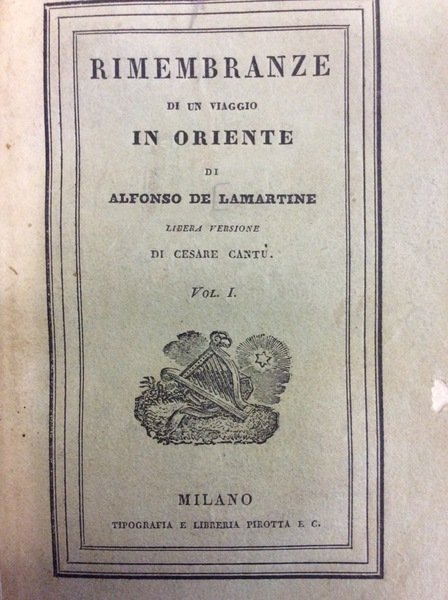 RIMEMBRANZE
DI UN VIAGGIO
IN ORIENTE
DI
ALFONSO DE LAMARTINE
LIBERA VERSIONE
DI CESARE CANTÙ.
VOL. I.
MILANO
TIPOGRAFIA E LIBRERIA PIROTTA E C.